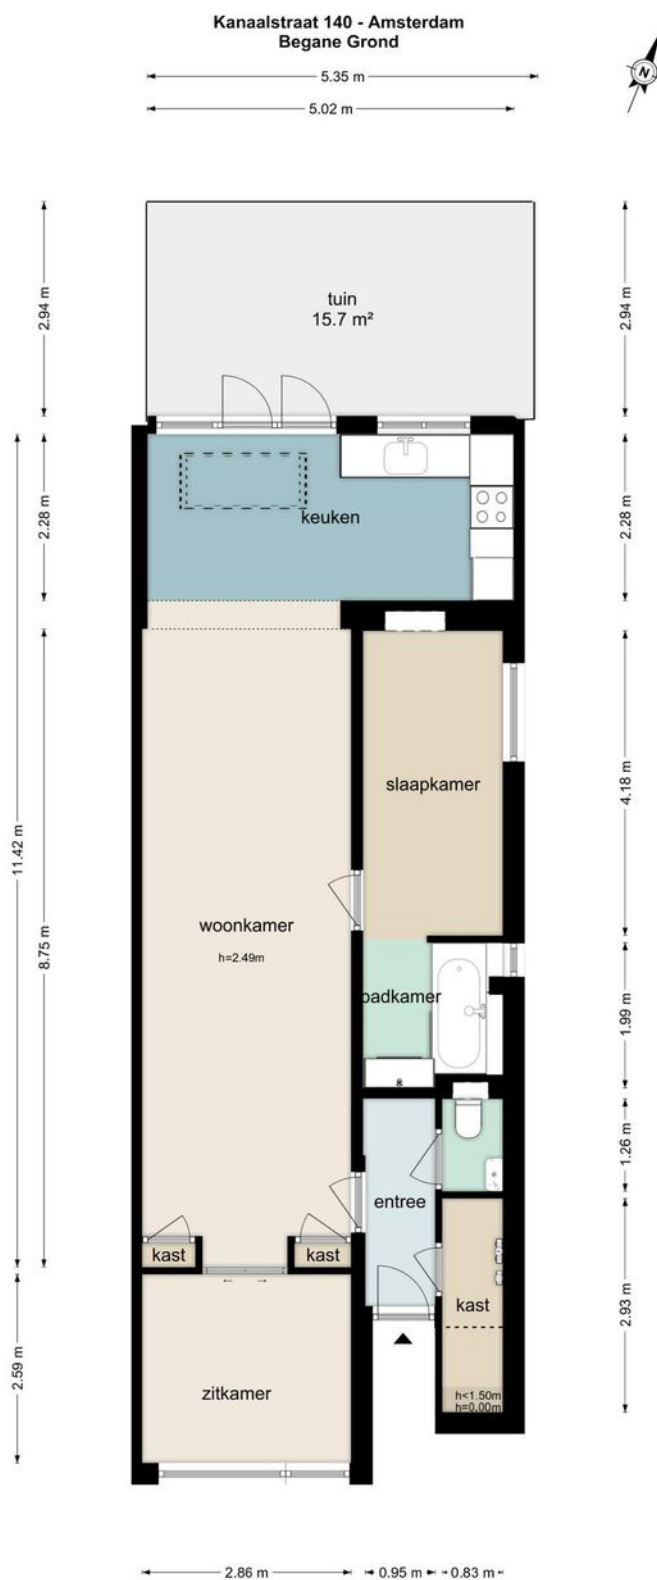 Kanaalstraat 140 - Amsterdam
Begane Grond
5.35 m
N
5.02 m
2.94 m
2.94 m
tuin
15.7 m²
2.28 m
2.28 m
keuken
11.42 m
8.75 m
slaapkamer
4.18 m
woonkamer
h=2.49m
badkamer
1.99 m
1.26 m
entree
kast
kast
kast
2.93 m
2.59 m
zitkamer
h<1.50m
h=0.00m
2.86 m
0.95 m
0.83 m